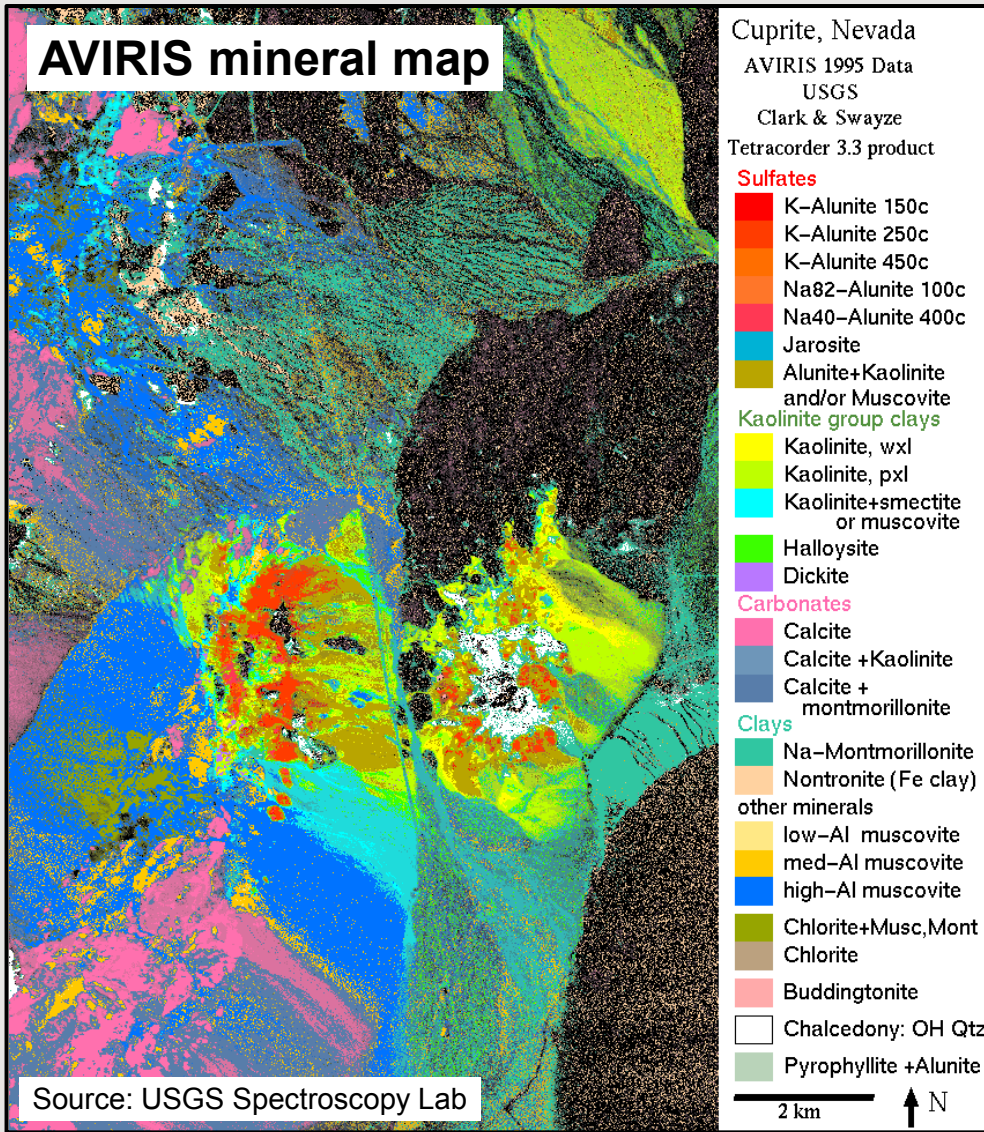 AVIRIS mineral map
Cuprite, Nevada
AVIRIS 1995 Data
USGS
Clark & Swayze
Tetracorder 3.3 product
Sulfates
K-Alunite 150c
K-Alunite 250c
K-Alunite 450c
Na82-Alunite 100c
Na40-Alunite 400c
Jarosite
Alunite+Kaolinite
and/or Muscovite
Kaolinite group clays
Kaolinite, wxl
Kaolinite, pxl
Kaolinite+smectite
or muscovite
Halloysite
Dickite
Carbonates
Calcite
Calcite +Kaolinite
Calcite +
montmorillonite
Clays
Na-Montmorillonite
Nontronite (Fe clay)
other minerals
low-Al muscovite
med-Al muscovite
high-Al muscovite
Chlorite+Musc,Mont
Chlorite
Buddingtonite
Chalcedony: OH Qtz
Pyrophyllite +Alunite
2 km
N
Source: USGS Spectroscopy Lab